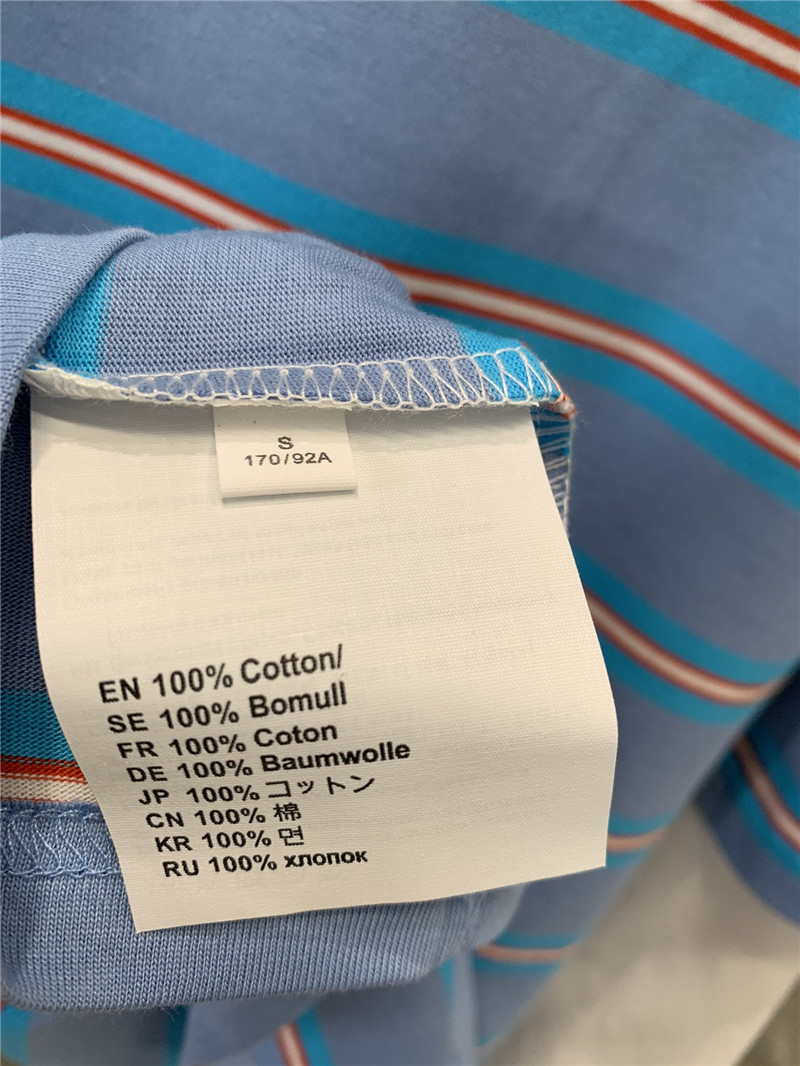 S
170/92A
EN 100% Cotton/
SE 100% Bomull
FR 100% Coton
DE 100% Baumwolle
JP 100% コットン
CN 100% 棉
KR 100% 면
RU 100% хлопок